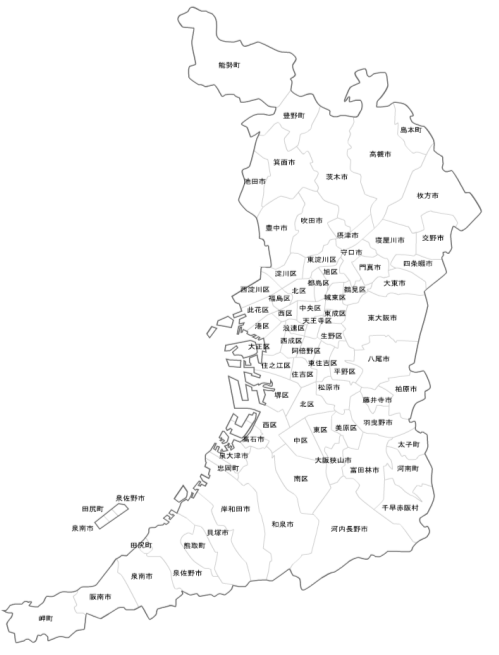 能勢町
豊野町
島本町
高槻市
箕面市
茨木市
池田市
枚方市
吹田市
豊中市
摂津市
寝屋川市
交野市
守口市
東淀川区
四条畷市
門真市
淀川区
旭区
都島区
大東市
西淀川区
北区
鶴見区
福島区
城東区
此花区
中央区
西区
東成区
東大阪市
天王寺区
港区
浪速区
生野区
西成区
大正区
阿倍野区
八尾市
住之江区
東住吉区
平野区
住吉区
松原市
柏原市
堺区
藤井寺市
北区
羽曳野市
西区
東区
美原区
高石市
中区
太子町
泉大津市
大阪狭山市
忠岡町
富田林市
河南町
南区
泉佐野市
田尻町
岸和田市
千早赤阪村
泉南市
和泉市
河内長野市
貝塚市
田尻町
熊取町
泉佐野市
泉南市
阪南市
岬町